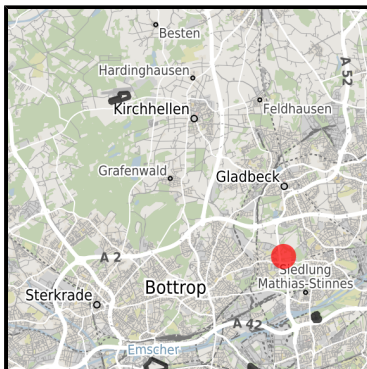 Besten
Hardinghausen
A 52
Kirchhellen
Feldhausen
Grafenwald
Gladbeck
A 2
Siedlung
Mathias-Stinnes
Bottrop
Sterkrade
A 42
Emscher